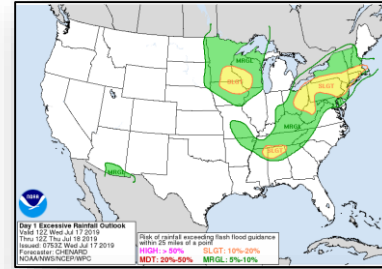 SLGT
MRGL
SLGT
MRGL
SLGT
MRGL
NOAA
Day 1 Excessive Rainfall Outlook
Valid 12Z Wed Jul 17 2019
Thru 12Z Thu Jul 18 2019
Issued: 0753Z Wed Jul 17 2019
Forecaster: CHENARD
NOAA/NWS/NCEP/WPC
Risk of rainfall exceeding flash flood guidance
within 25 miles of a point
HIGH: > 50% SLGT: 10%-20%
MDT: 20%-50% MRGL: 5%-10%